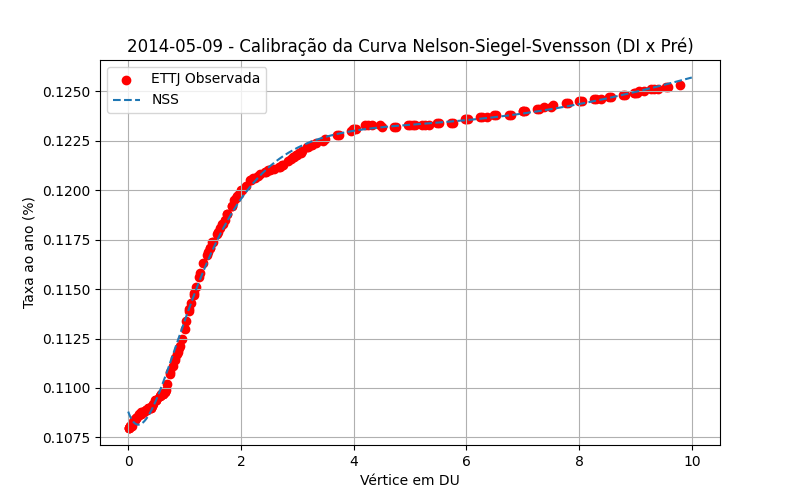 2014-05-09 - Calibração da Curva Nelson-Siegel-Svensson (DI x Pré)
ETTJ Observada
NSS
Taxa ao ano (%)
0.1250
0.1225
0.1200
0.1175
0.1150
0.1125
0.1100
0.1075
0 2 4 6 8 10
Vértice em DU